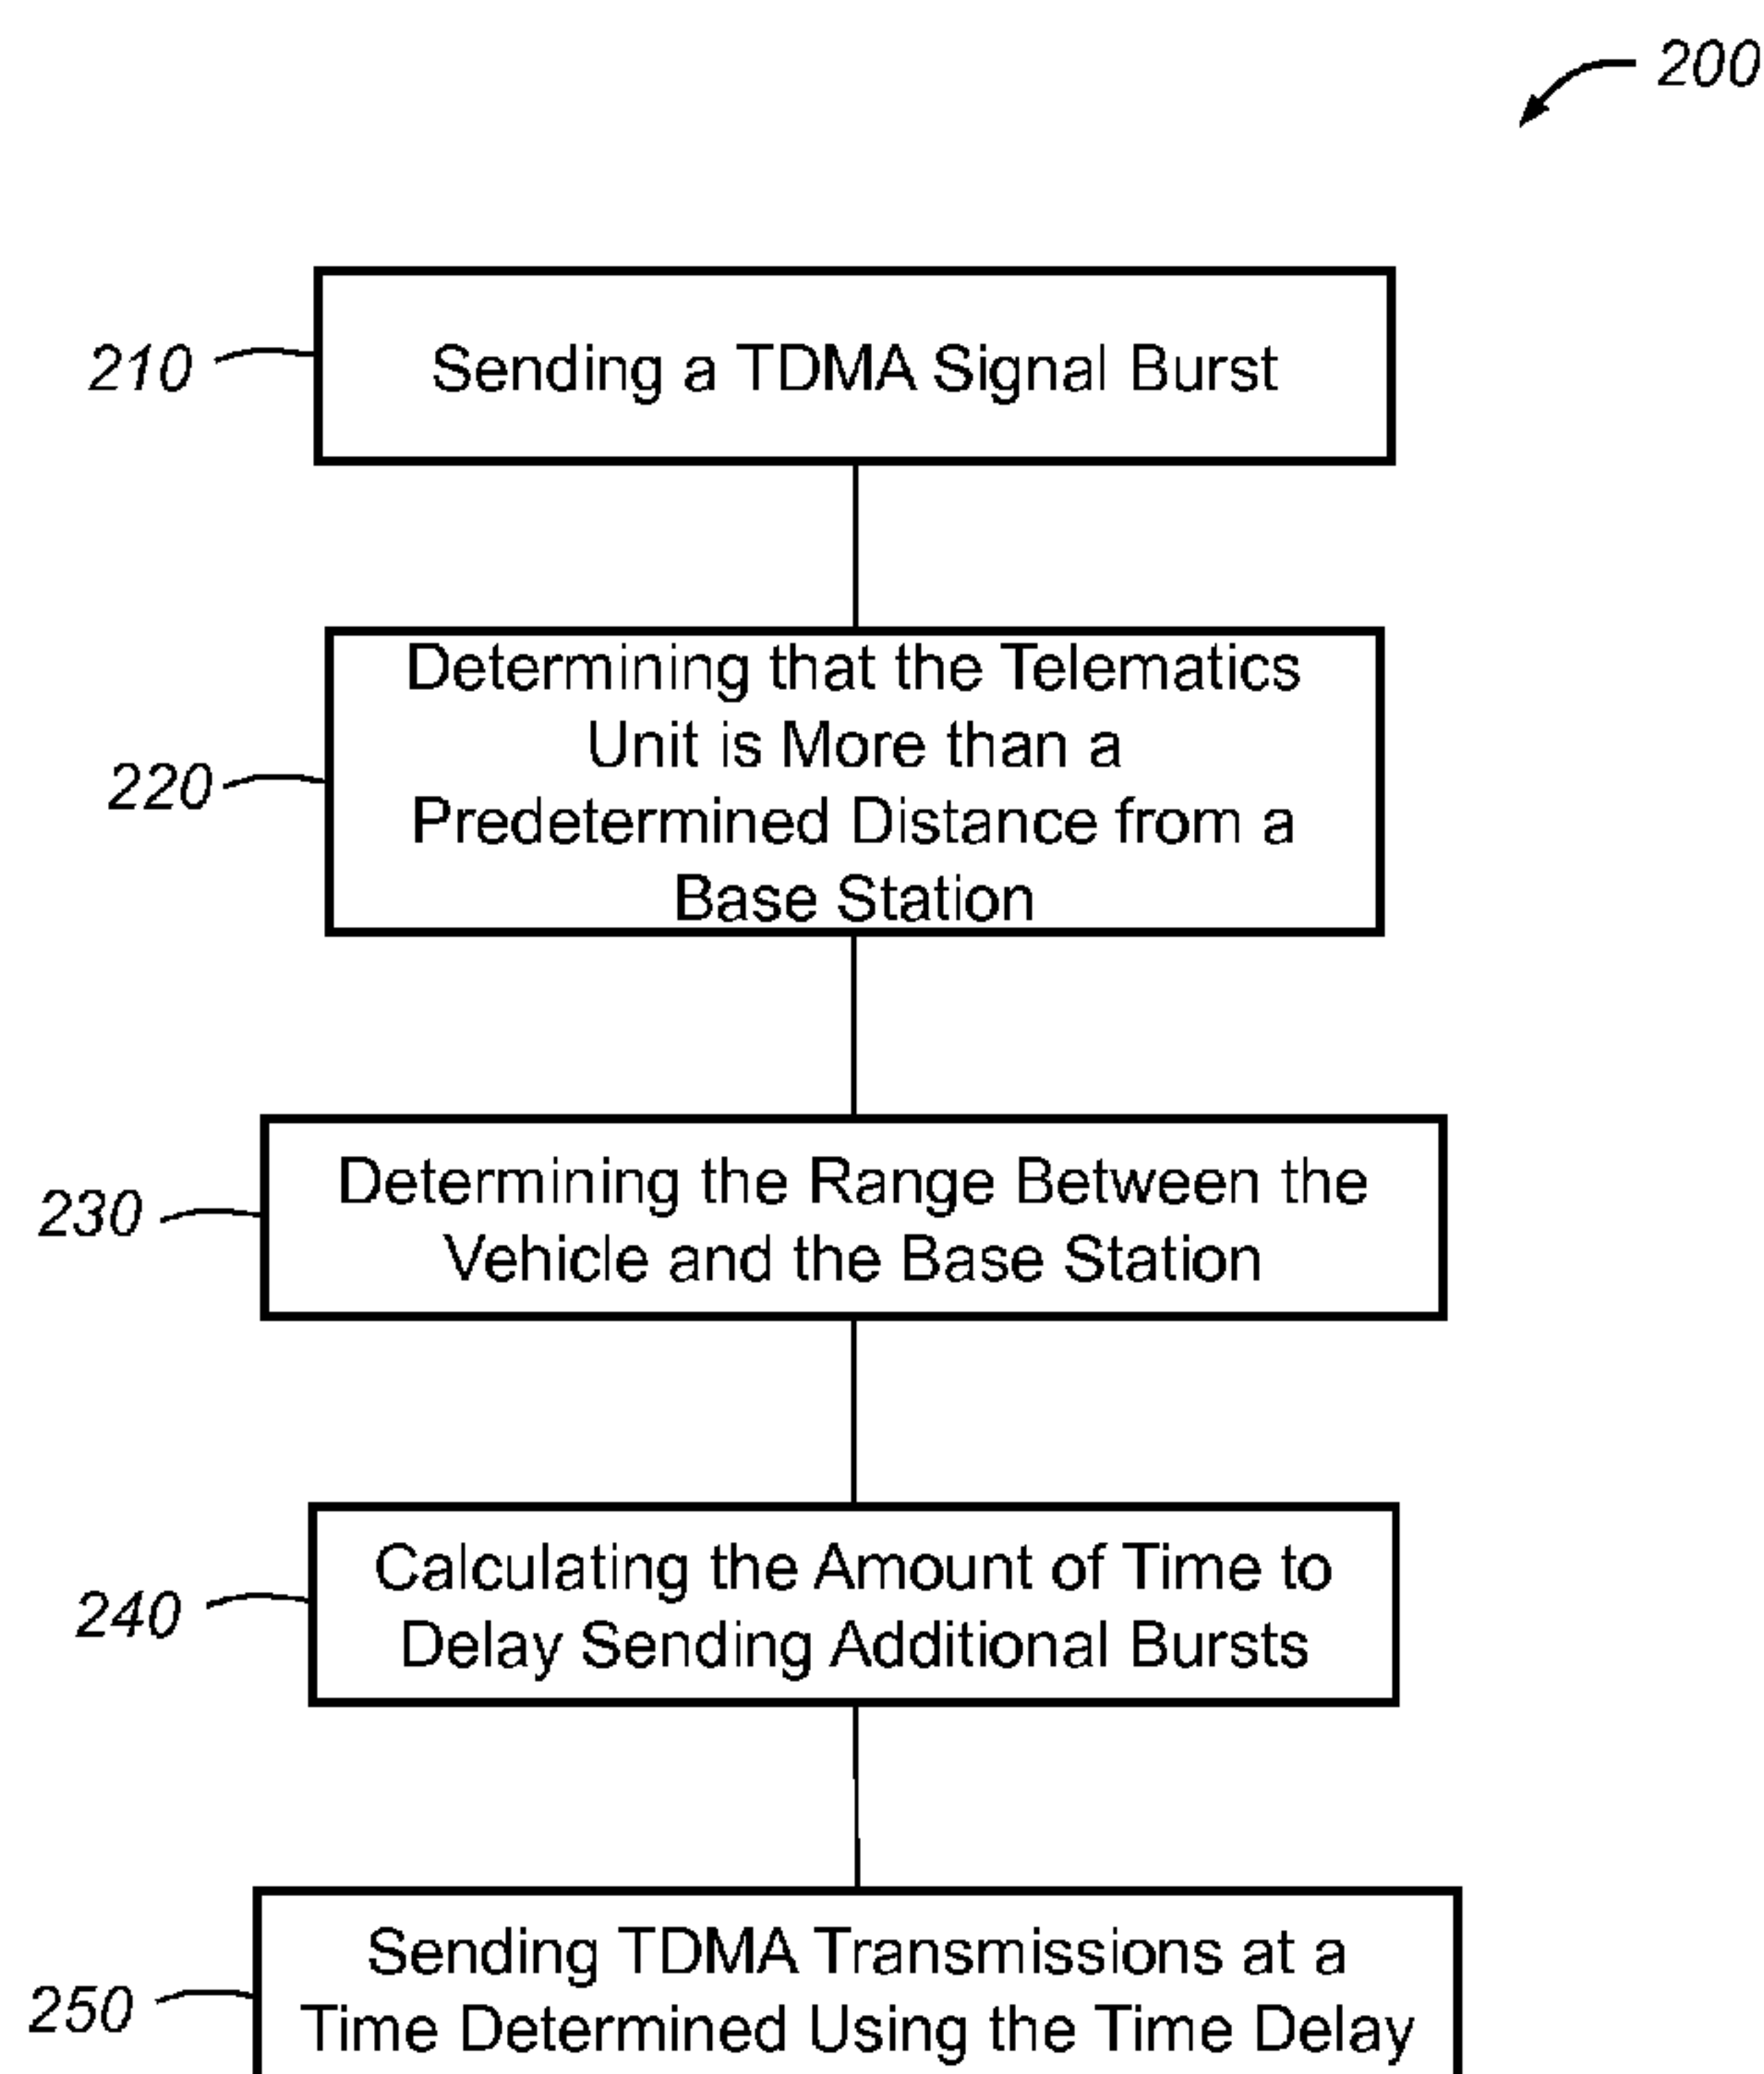 200
210
Sending a TDMA Signal Burst
220
Determining that the Telematics
Unit is More than a
Predetermined Distance from a
Base Station
230
Determining the Range Between the
Vehicle and the Base Station
240
Calculating the Amount of Time to
Delay Sending Additional Bursts
250
Sending TDMA Transmissions at a
Time Determined Using the Time Delay